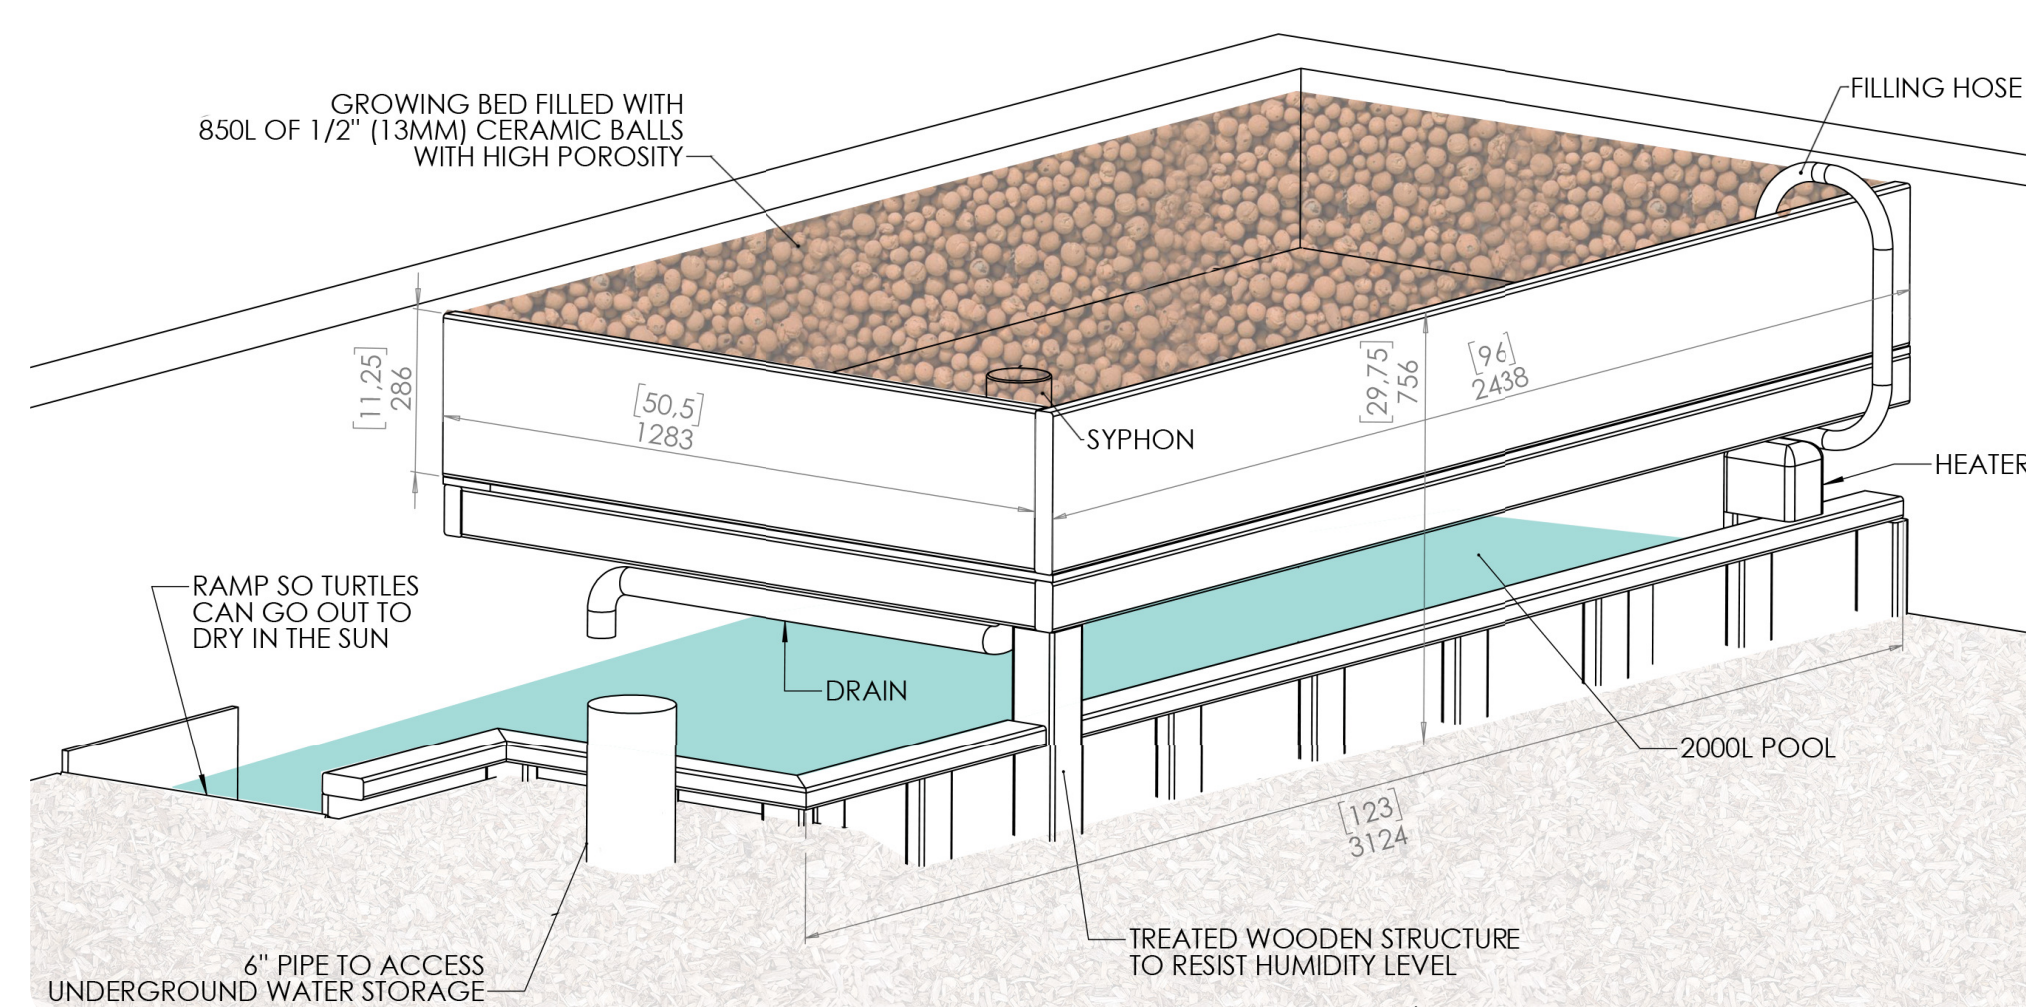 GROWING BED FILLED WITH
850L OF 1/2" (13MM) CERAMIC BALLS
WITH HIGH POROSITY
FILLING HOSE
[11,25]
286
[50,5]
1283
[29,75]
756
[96]
2438
SYPHON
HEATER
RAMP SO TURTLES
CAN GO OUT TO
DRY IN THE SUN
DRAIN
2000L POOL
[123]
3124
TREATED WOODEN STRUCTURE
TO RESIST HUMIDITY LEVEL
6" PIPE TO ACCESS
UNDERGROUND WATER STORAGE